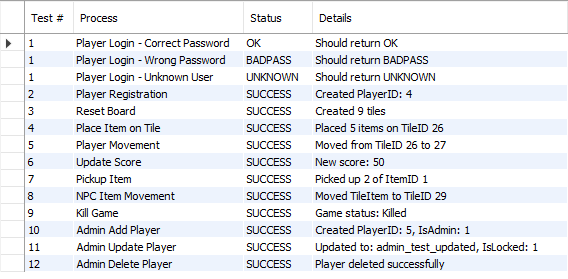 Test # Process Status Details
1 Player Login - Correct Password OK Should return OK
1 Player Login - Wrong Password BADPASS Should return BADPASS
1 Player Login - Unknown User UNKNOWN Should return UNKNOWN
2 Player Registration SUCCESS Created PlayerID: 4
3 Reset Board SUCCESS Created 9 tiles
4 Place Item on Tile SUCCESS Placed 5 items on TileID 26
5 Player Movement SUCCESS Moved from TileID 26 to 27
6 Update Score SUCCESS New score: 50
7 Pickup Item SUCCESS Picked up 2 of ItemID 1
8 NPC Item Movement SUCCESS Moved TileItem to TileID 29
9 Kill Game SUCCESS Game status: Killed
10 Admin Add Player SUCCESS Created PlayerID: 5, IsAdmin: 1
11 Admin Update Player SUCCESS Updated to: admin_test_updated, IsLocked: 1
12 Admin Delete Player SUCCESS Player deleted successfully